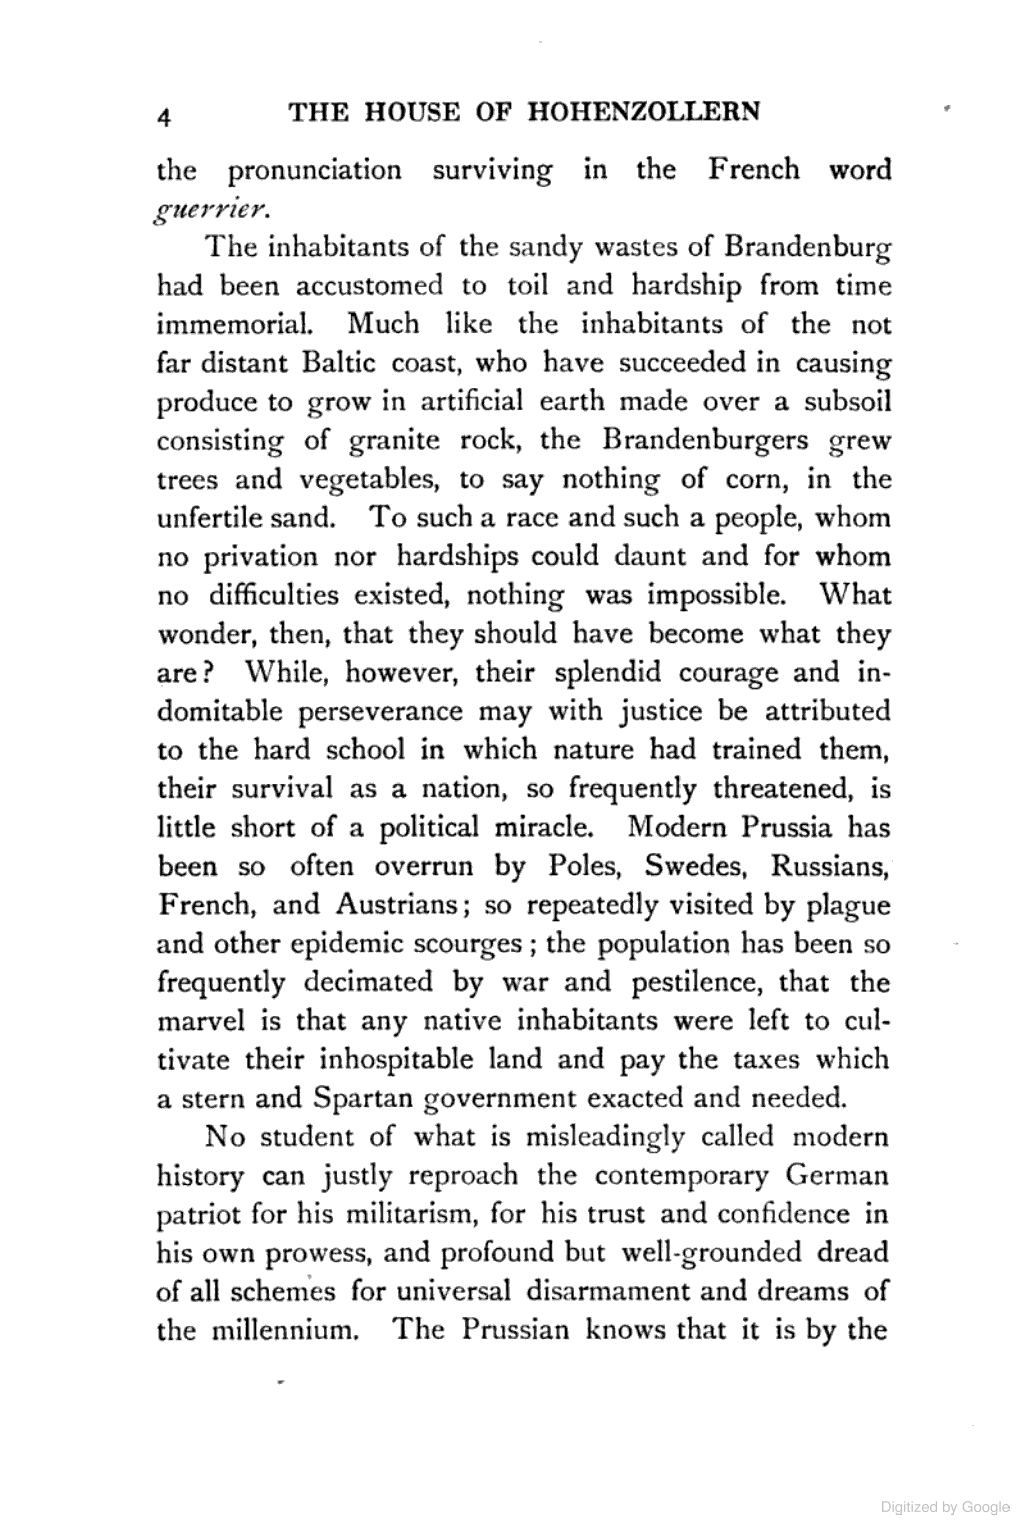 4 THE HOUSE OF HOHENZOLLERN
the pronunciation surviving in the French word
guerrier.
The inhabitants of the sandy wastes of Brandenburg
had been accustomed to toil and hardship from time
immemorial. Much like the inhabitants of the not
far distant Baltic coast, who have succeeded in causing
produce to grow in artificial earth made over a subsoil
consisting of granite rock, the Brandenburgers grew
trees and vegetables, to say nothing of corn, in the
unfertile sand. To such a race and such a people, whom
no privation nor hardships could daunt and for whom
no difficulties existed, nothing was impossible. What
wonder, then, that they should have become what they
are? While, however, their splendid courage and in-
domitable perseverance may with justice be attributed
to the hard school in which nature had trained them,
their survival as a nation, so frequently threatened, is
little short of a political miracle. Modern Prussia has
been so often overrun by Poles, Swedes, Russians,
French, and Austrians; so repeatedly visited by plague
and other epidemic scourges; the population has been so
frequently decimated by war and pestilence, that the
marvel is that any native inhabitants were left to cul-
tivate their inhospitable land and pay the taxes which
a stern and Spartan government exacted and needed.
No student of what is misleadingly called modern
history can justly reproach the contemporary German
patriot for his militarism, for his trust and confidence in
his own prowess, and profound but well-grounded dread
of all schemes for universal disarmament and dreams of
the millennium. The Prussian knows that it is by the
Digitized by Google